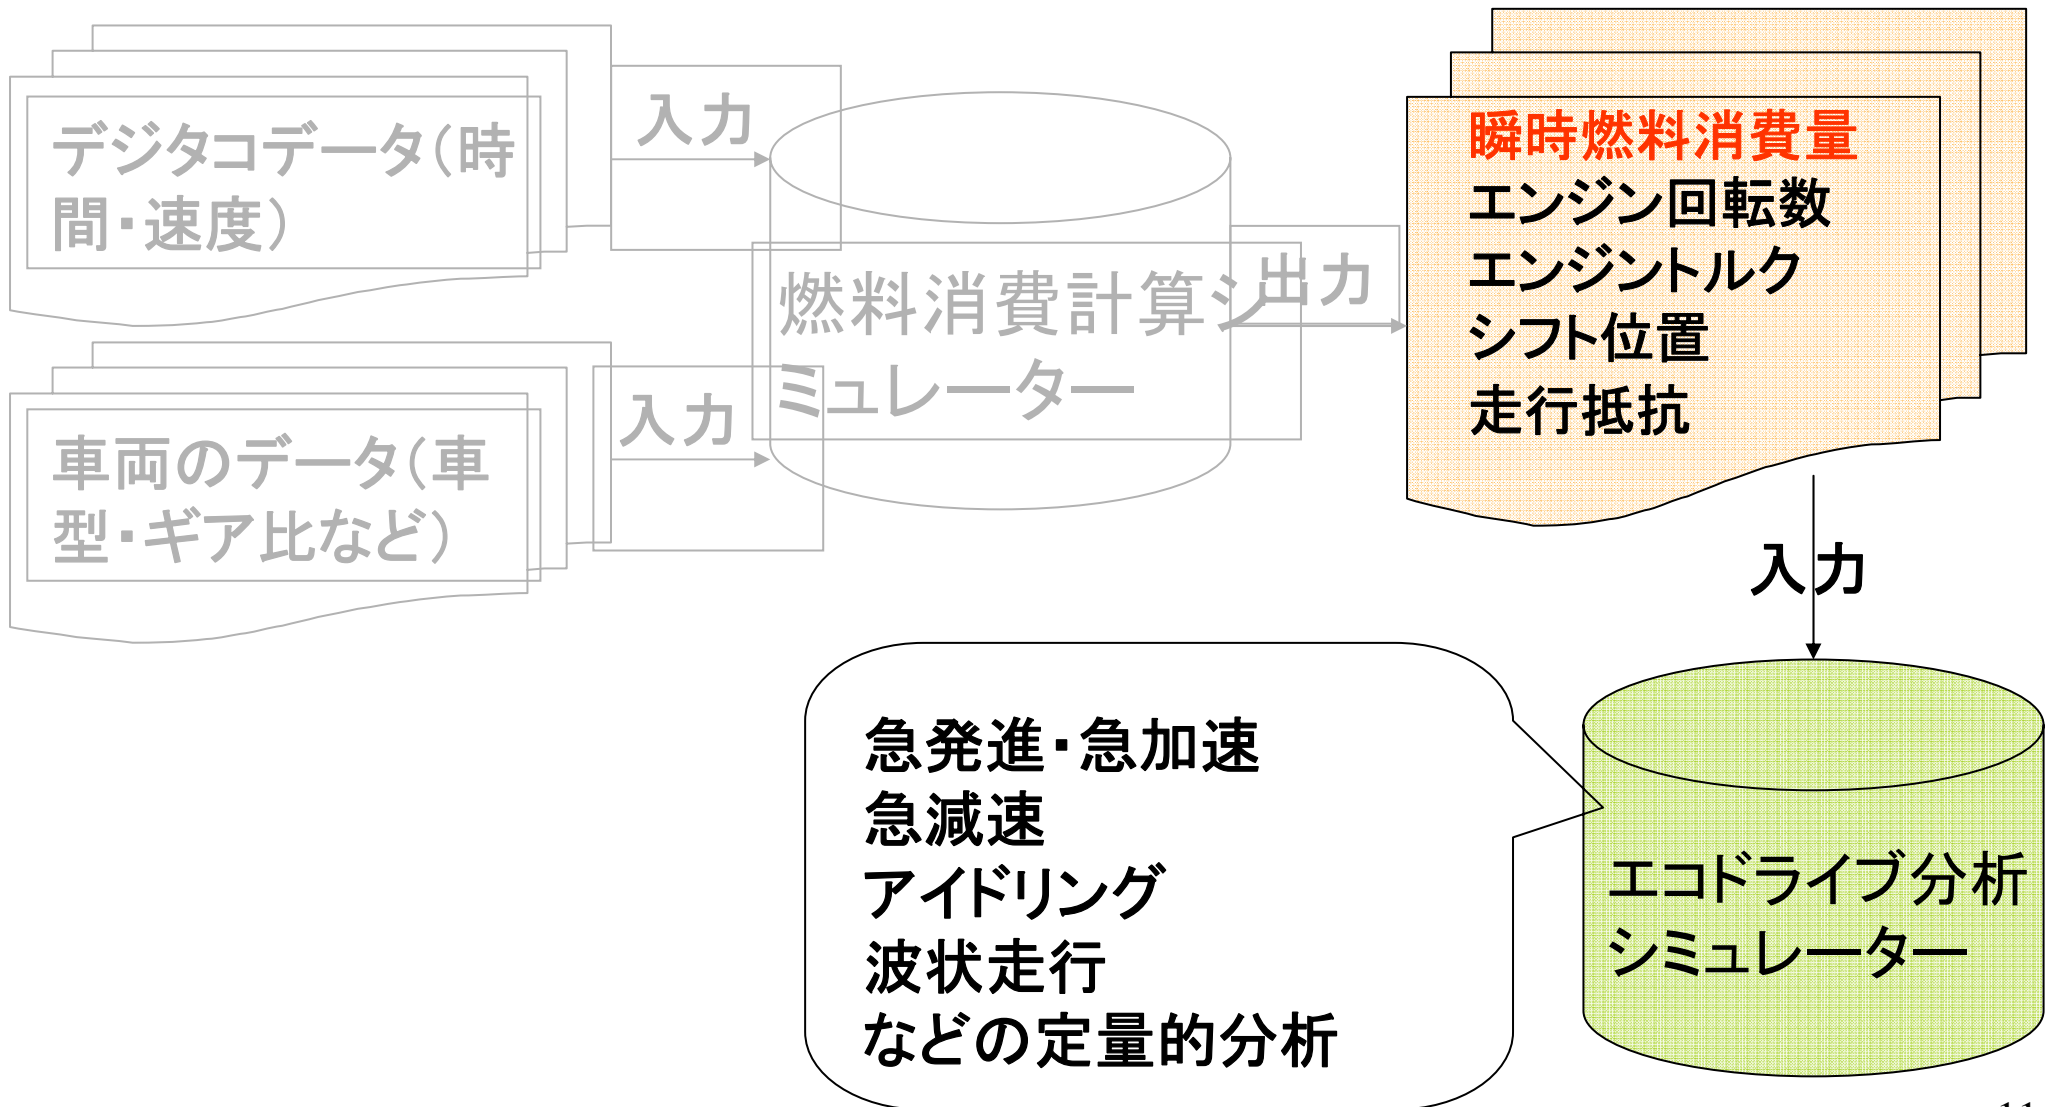 デジタコデータ(時
間・速度)
入力
車両のデータ(車
型・ギア比など)
入力
燃料消費計算シ
ミュレーター
出力
瞬時燃料消費量
エンジン回転数
エンジントルク
シフト位置
走行抵抗
入力
急発進・急加速
急減速
アイドリング
波状走行
などの定量的分析
エコドライブ分析
シミュレーター